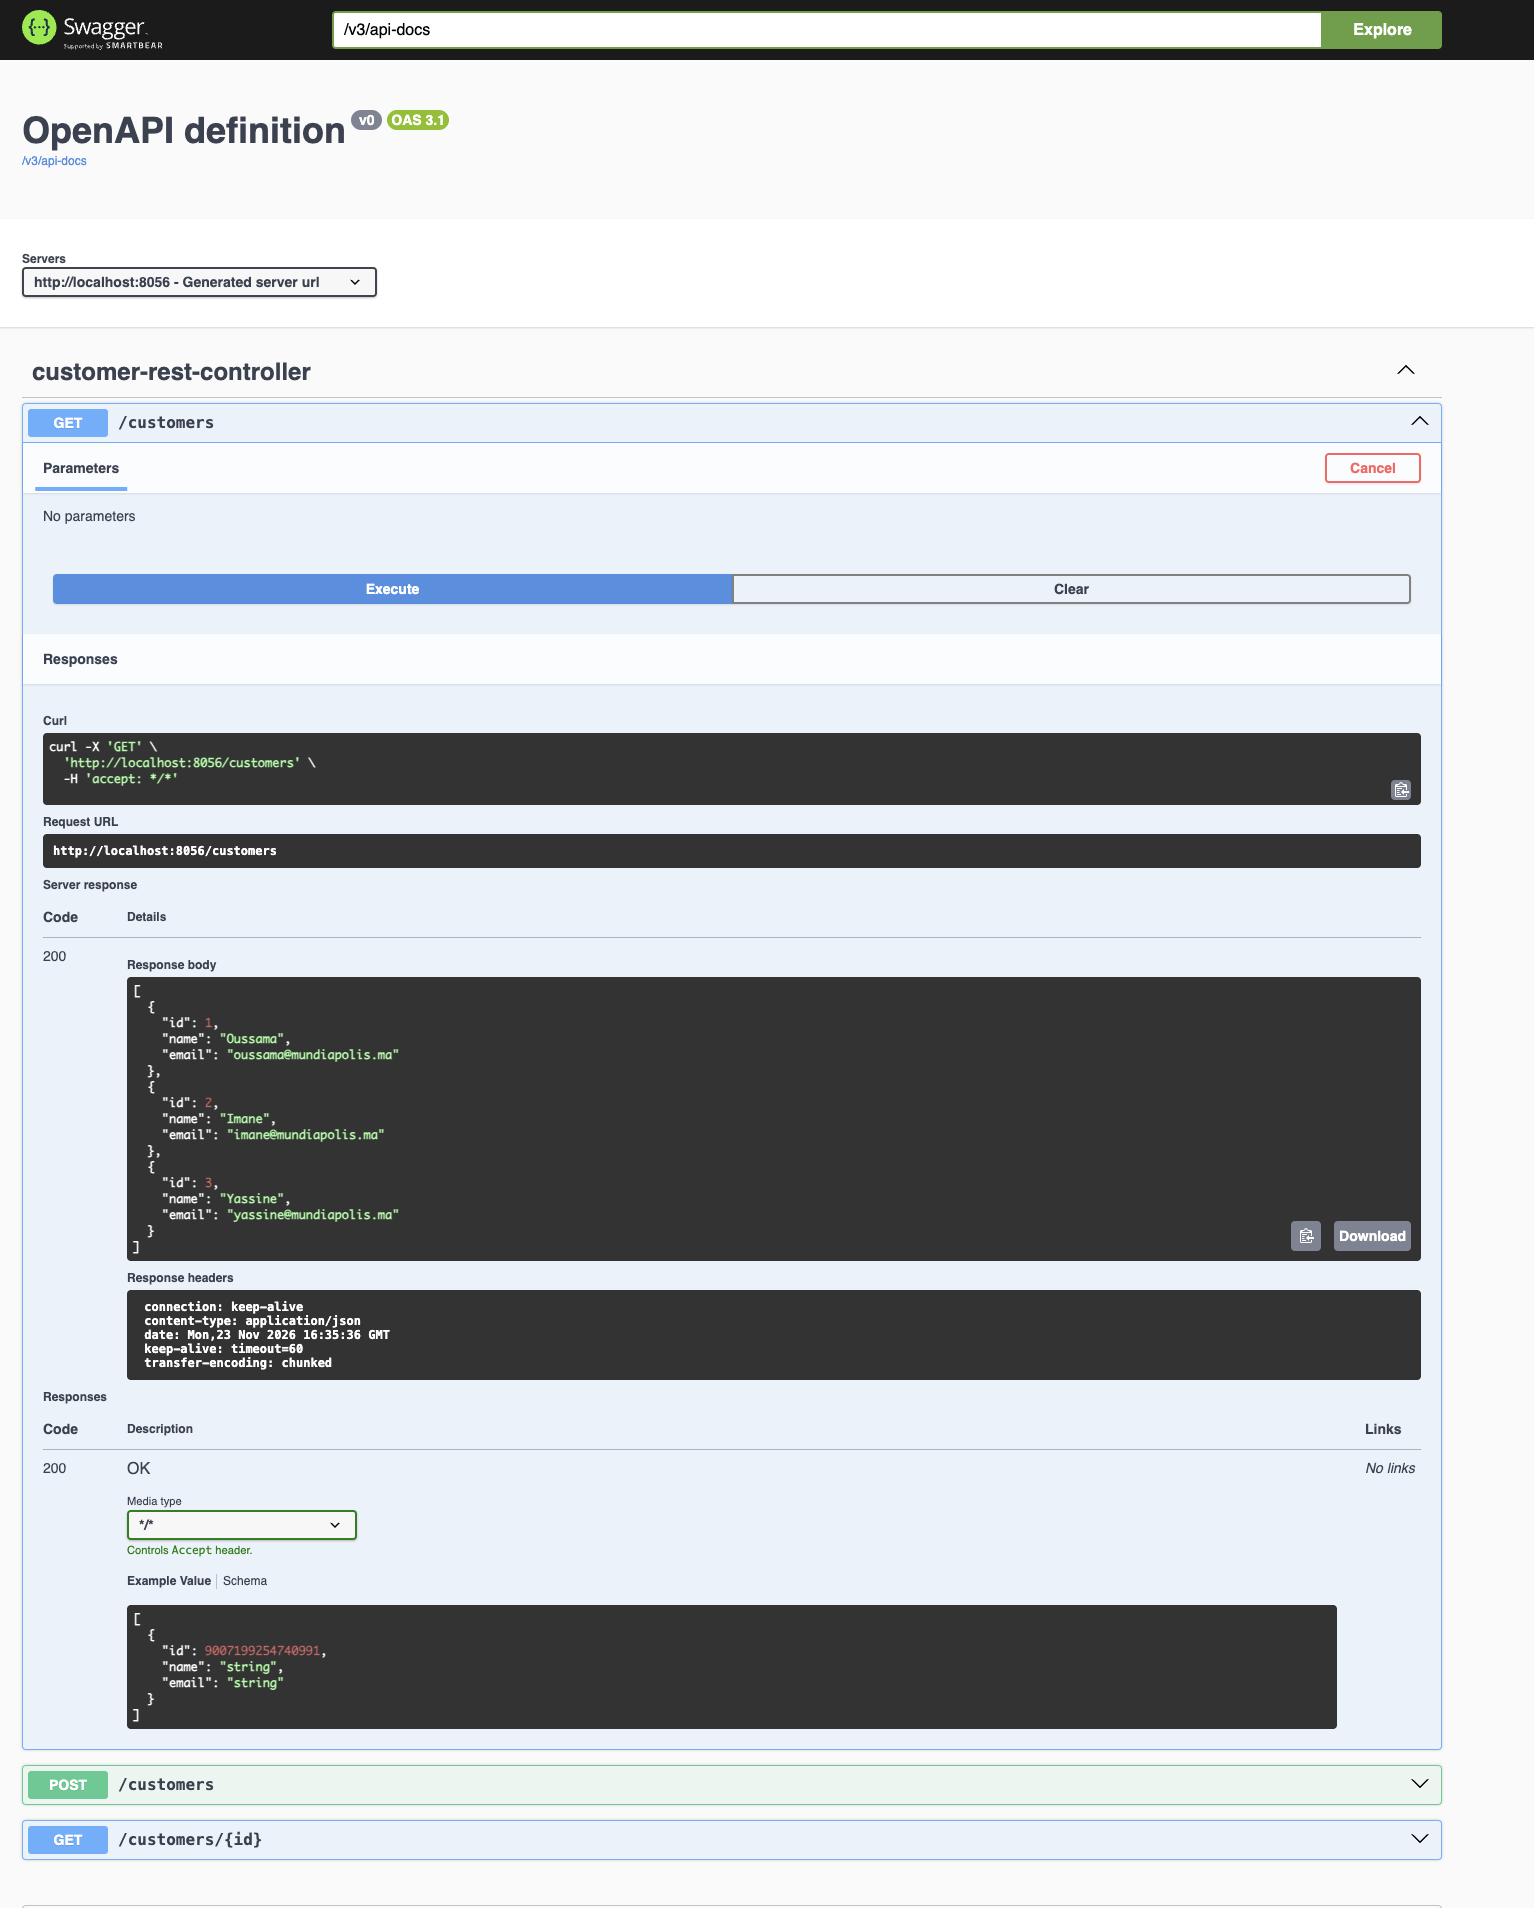 Swagger
Supported by SMARTBEAR
/v3/api-docs
Explore
OpenAPI definition v0 OAS 3.1
/v3/api-docs
Servers
http://localhost:8056 - Generated server url
customer-rest-controller
GET /customers
Parameters
Cancel
No parameters
Execute
Clear
Responses
Curl
curl -X 'GET' \
  'http://localhost:8056/customers' \
  -H 'accept: */*'
Request URL
http://localhost:8056/customers
Server response
Code Details
200
Response body
[
  {
    "id": 1,
    "name": "Oussama",
    "email": "oussama@mundiapolis.ma"
  },
  {
    "id": 2,
    "name": "Imane",
    "email": "imane@mundiapolis.ma"
  },
  {
    "id": 3,
    "name": "Yassine",
    "email": "yassine@mundiapolis.ma"
  }
]
Download
Response headers
connection: keep-alive
content-type: application/json
date: Mon,23 Nov 2026 16:35:36 GMT
keep-alive: timeout=60
transfer-encoding: chunked
Responses
Code Description Links
200 OK No links
Media type
*/*
Controls Accept header.
Example Value Schema
[
  {
    "id": 9007199254740991,
    "name": "string",
    "email": "string"
  }
]
POST /customers
GET /customers/{id}